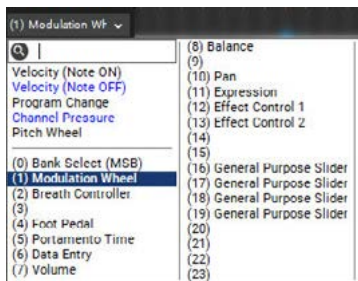 (1) Modulation Wh
Velocity (Note ON)
Velocity (Note OFF)
Program Change
Channel Pressure
Pitch Wheel
(0) Bank Select (MSB)
(1) Modulation Wheel
(2) Breath Controller
(3)
(4) Foot Pedal
(5) Portamento Time
(6) Data Entry
(7) Volume
(8) Balance
(9)
(10) Pan
(11) Expression
(12) Effect Control 1
(13) Effect Control 2
(14)
(15)
(16) General Purpose Slider
(17) General Purpose Slider
(18) General Purpose Slider
(19) General Purpose Slider
(20)
(21)
(22)
(23)